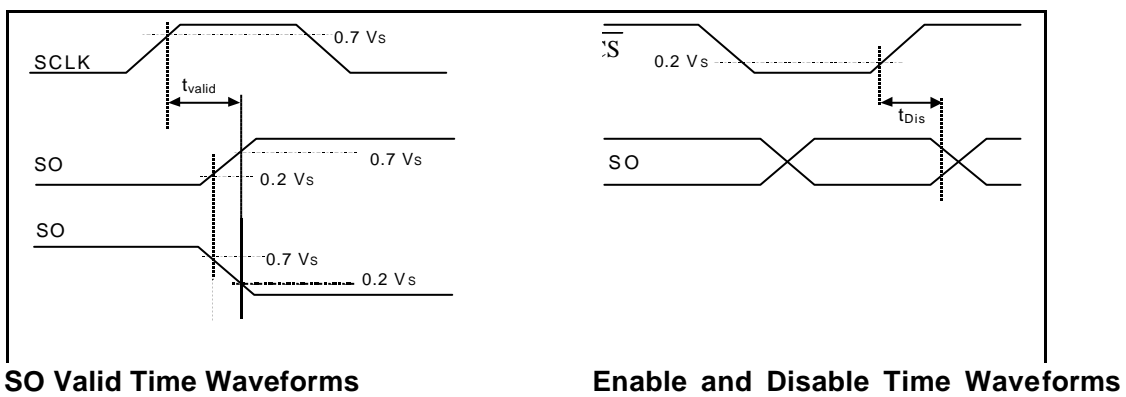 SCLK
0.7 Vs
tvalid
SO
0.7 Vs
0.2 Vs
SO
0.7 Vs
0.2 Vs
CS
0.2 Vs
tDis
SO
SO Valid Time Waveforms
Enable and Disable Time Waveforms